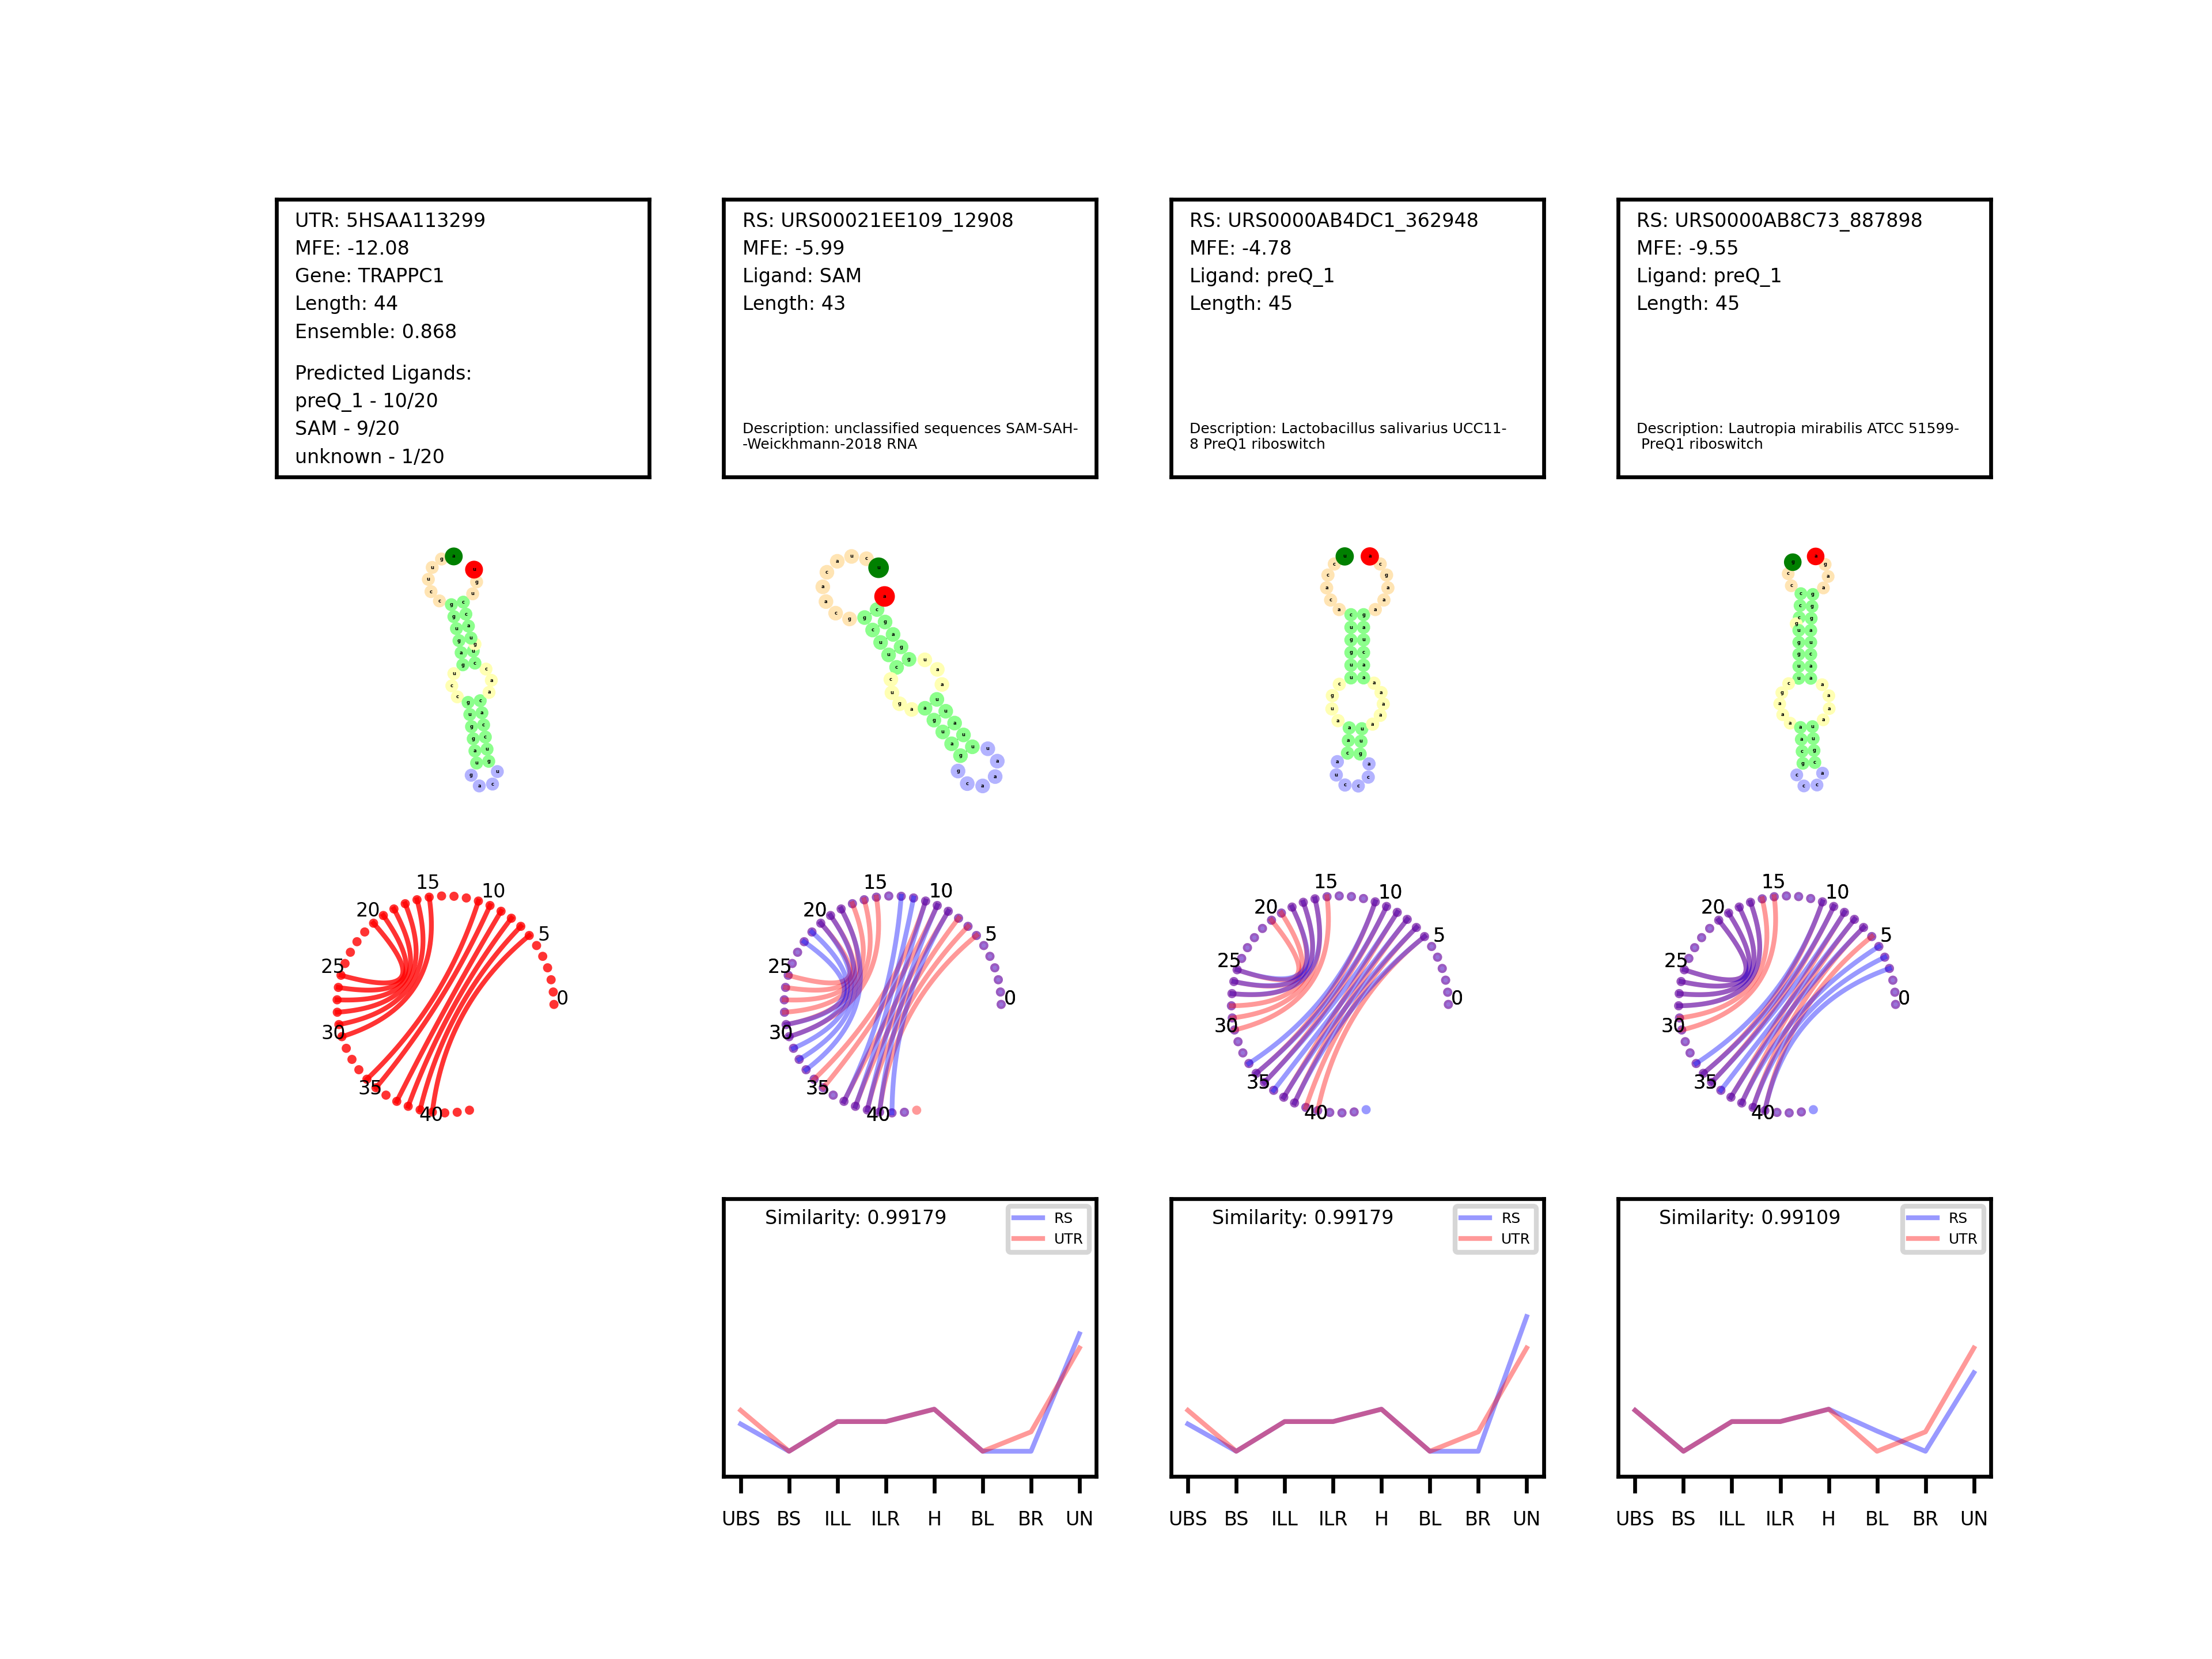 UTR: 5HSAA113299
MFE: -12.08
Gene: TRAPPC1
Length: 44
Ensemble: 0.868
Predicted Ligands:
preQ_1 - 10/20
SAM - 9/20
unknown - 1/20
RS: URS00021EE109_12908
MFE: -5.99
Ligand: SAM
Length: 43
Description: unclassified sequences SAM-SAH-
-Weickhmann-2018 RNA
RS: URS0000AB4DC1_362948
MFE: -4.78
Ligand: preQ_1
Length: 45
Description: Lactobacillus salivarius UCC11-
8 PreQ1 riboswitch
RS: URS0000AB8C73_887898
MFE: -9.55
Ligand: preQ_1
Length: 45
Description: Lautropia mirabilis ATCC 51599-
PreQ1 riboswitch
0
5
10
15
20
25
30
35
40
0
5
10
15
20
25
30
35
40
0
5
10
15
20
25
30
35
40
0
5
10
15
20
25
30
35
40
Similarity: 0.99179
RS
UTR
UBS BS ILL ILR H BL BR UN
Similarity: 0.99179
RS
UTR
UBS BS ILL ILR H BL BR UN
Similarity: 0.99109
RS
UTR
UBS BS ILL ILR H BL BR UN